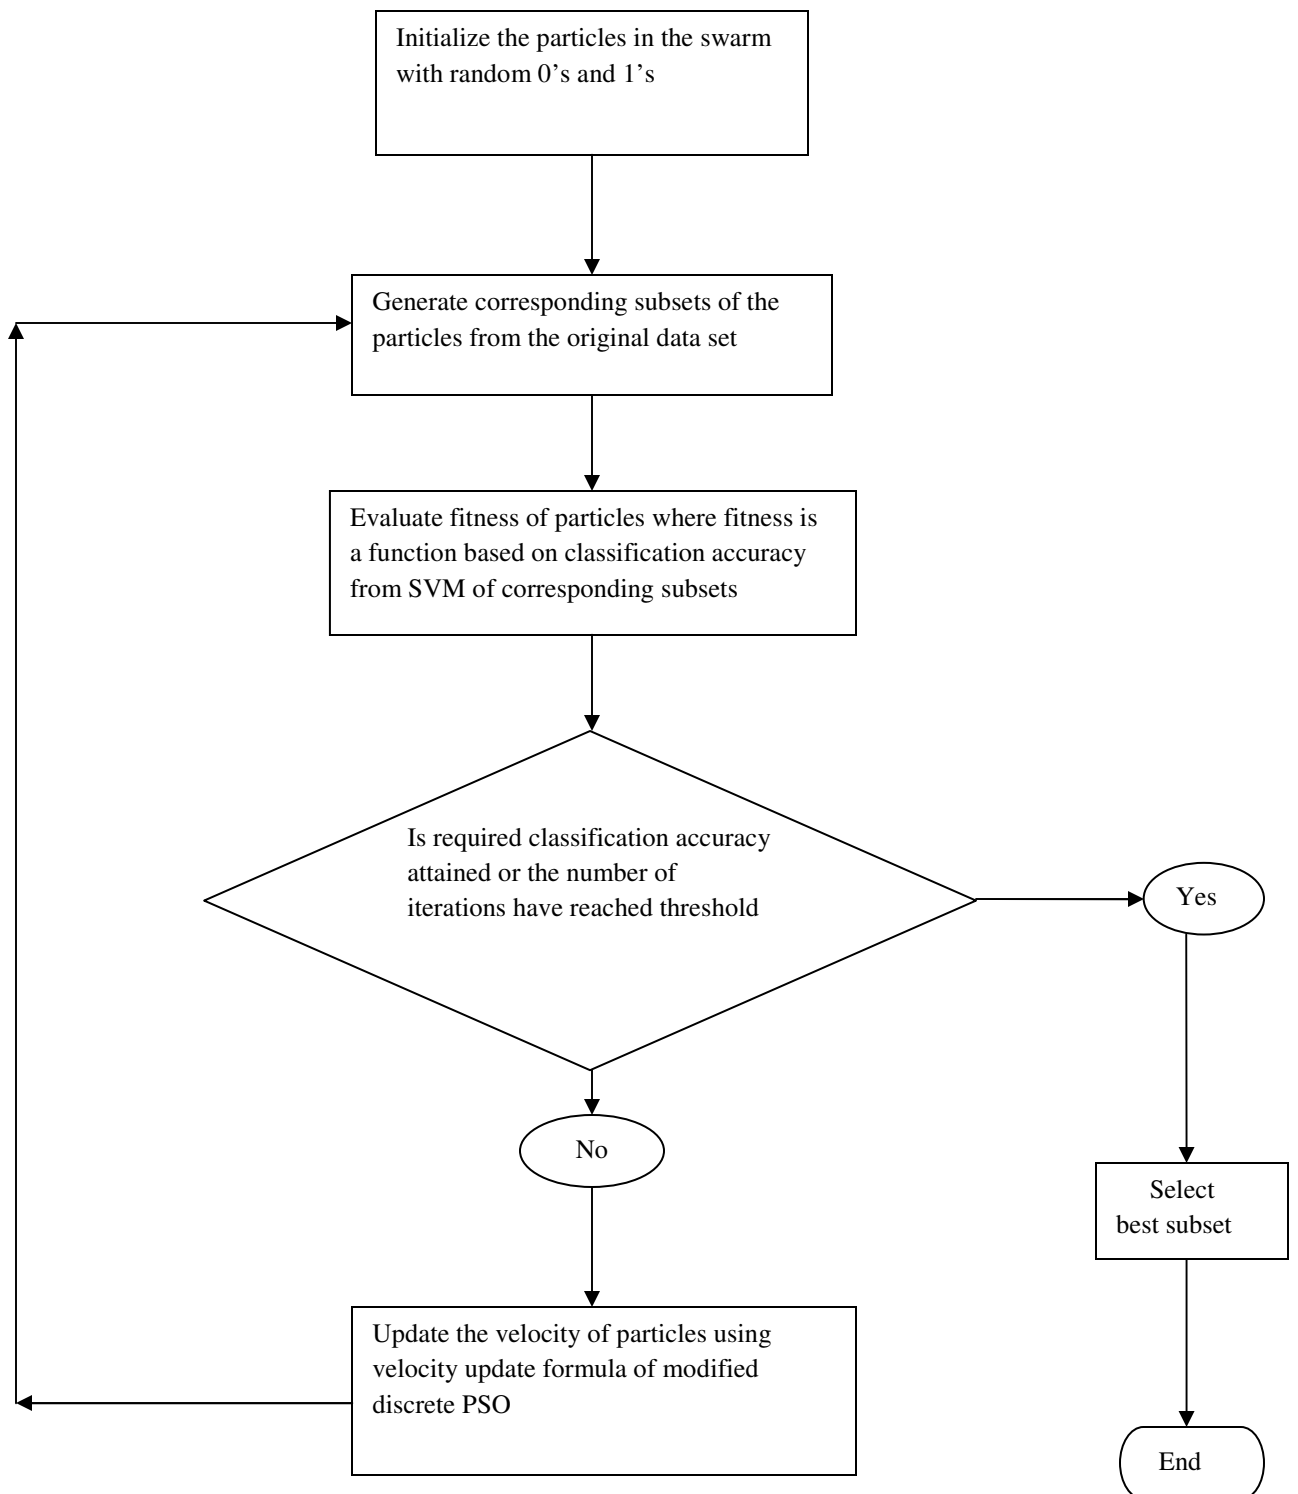 Initialize the particles in the swarm
with random 0’s and 1’s
Generate corresponding subsets of the
particles from the original data set
Evaluate fitness of particles where fitness is
a function based on classification accuracy
from SVM of corresponding subsets
Is required classification accuracy
attained or the number of
iterations have reached threshold
Yes
No
Select
best subset
Update the velocity of particles using
velocity update formula of modified
discrete PSO
End